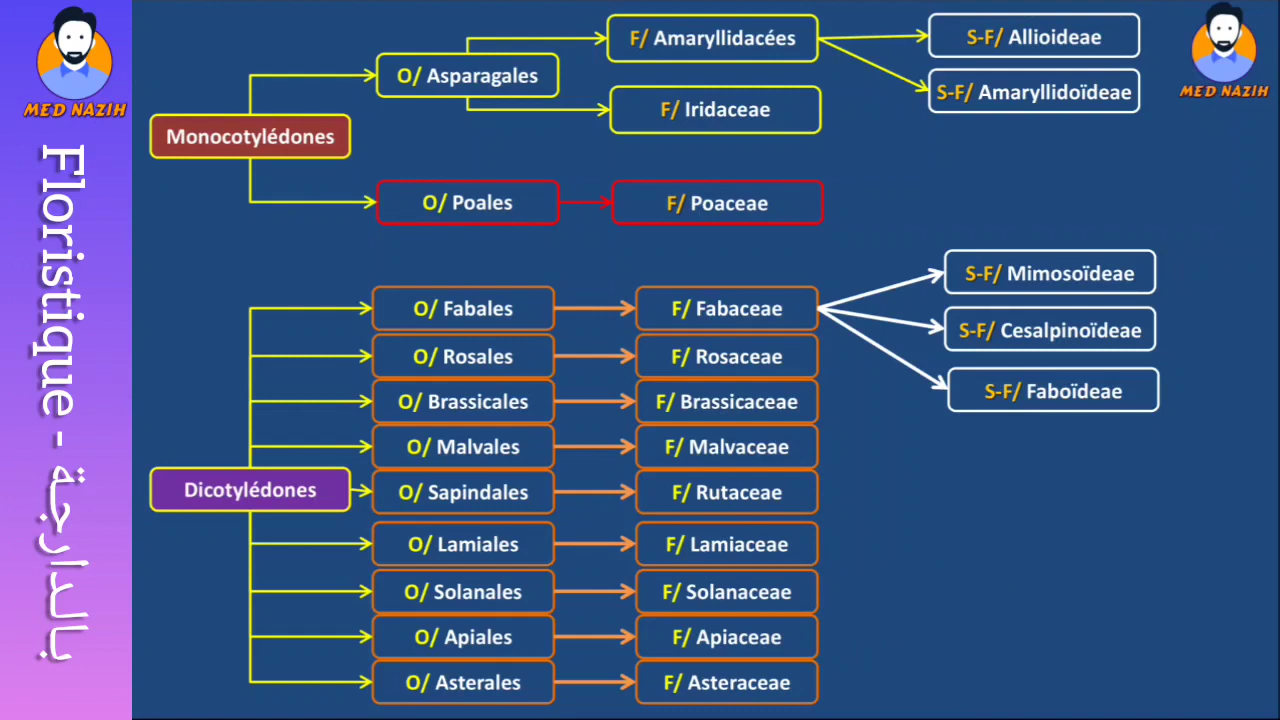 MED NAZIH
Floristique - بالدارجة
MED NAZIH
Monocotylédones
O/ Asparagales
F/ Amaryllidacées
S-F/ Allioideae
S-F/ Amaryllidoïdeae
F/ Iridaceae
O/ Poales
F/ Poaceae
Dicotylédones
O/ Fabales
F/ Fabaceae
S-F/ Mimosoïdeae
S-F/ Cesalpinoïdeae
S-F/ Faboïdeae
O/ Rosales
F/ Rosaceae
O/ Brassicales
F/ Brassicaceae
O/ Malvales
F/ Malvaceae
O/ Sapindales
F/ Rutaceae
O/ Lamiales
F/ Lamiaceae
O/ Solanales
F/ Solanaceae
O/ Apiales
F/ Apiaceae
O/ Asterales
F/ Asteraceae